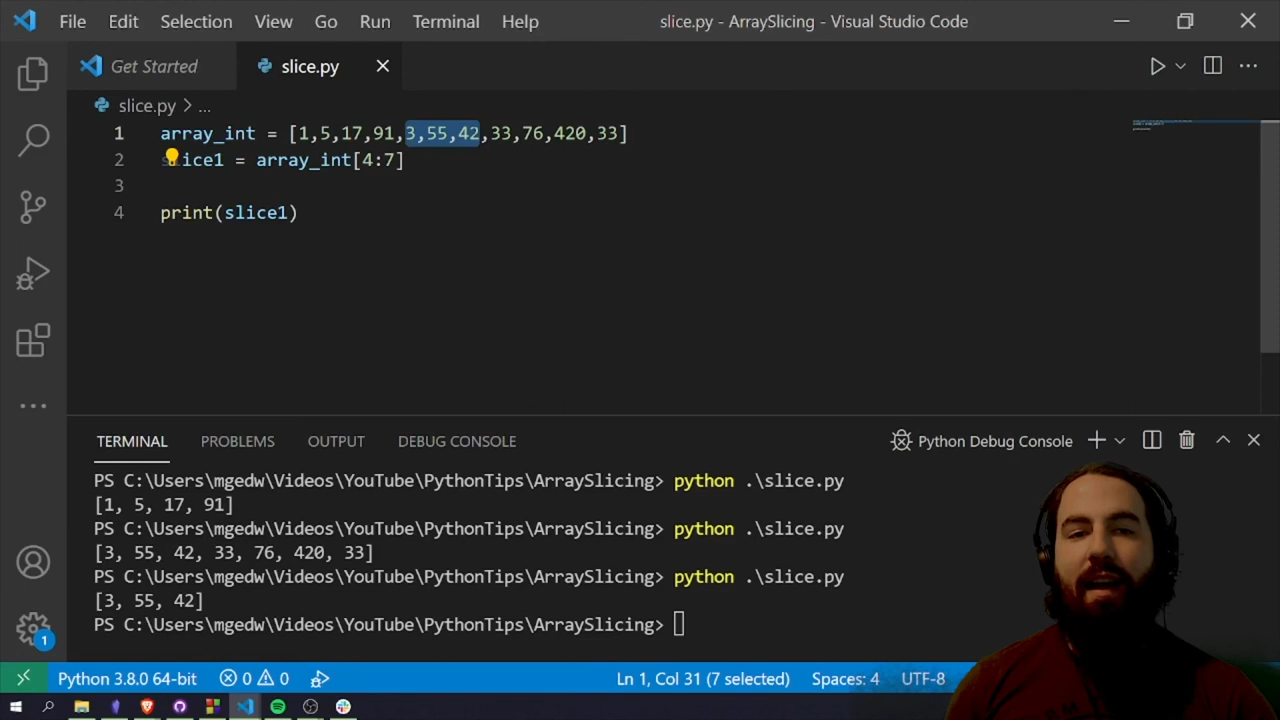 File Edit Selection View Go Run Terminal Help slice.py - ArraySlicing - Visual Studio Code
Get Started slice.py
slice.py > ...
1 array_int = [1,5,17,91,3,55,42,33,76,420,33]
2 slice1 = array_int[4:7]
3
4 print(slice1)
TERMINAL PROBLEMS OUTPUT DEBUG CONSOLE Python Debug Console
PS C:\Users\mgedw\Videos\YouTube\PythonTips\ArraySlicing> python .\slice.py
[1, 5, 17, 91]
PS C:\Users\mgedw\Videos\YouTube\PythonTips\ArraySlicing> python .\slice.py
[3, 55, 42, 33, 76, 420, 33]
PS C:\Users\mgedw\Videos\YouTube\PythonTips\ArraySlicing> python .\slice.py
[3, 55, 42]
PS C:\Users\mgedw\Videos\YouTube\PythonTips\ArraySlicing>
1
Python 3.8.0 64-bit 0 0 Ln 1, Col 31 (7 selected) Spaces: 4 UTF-8